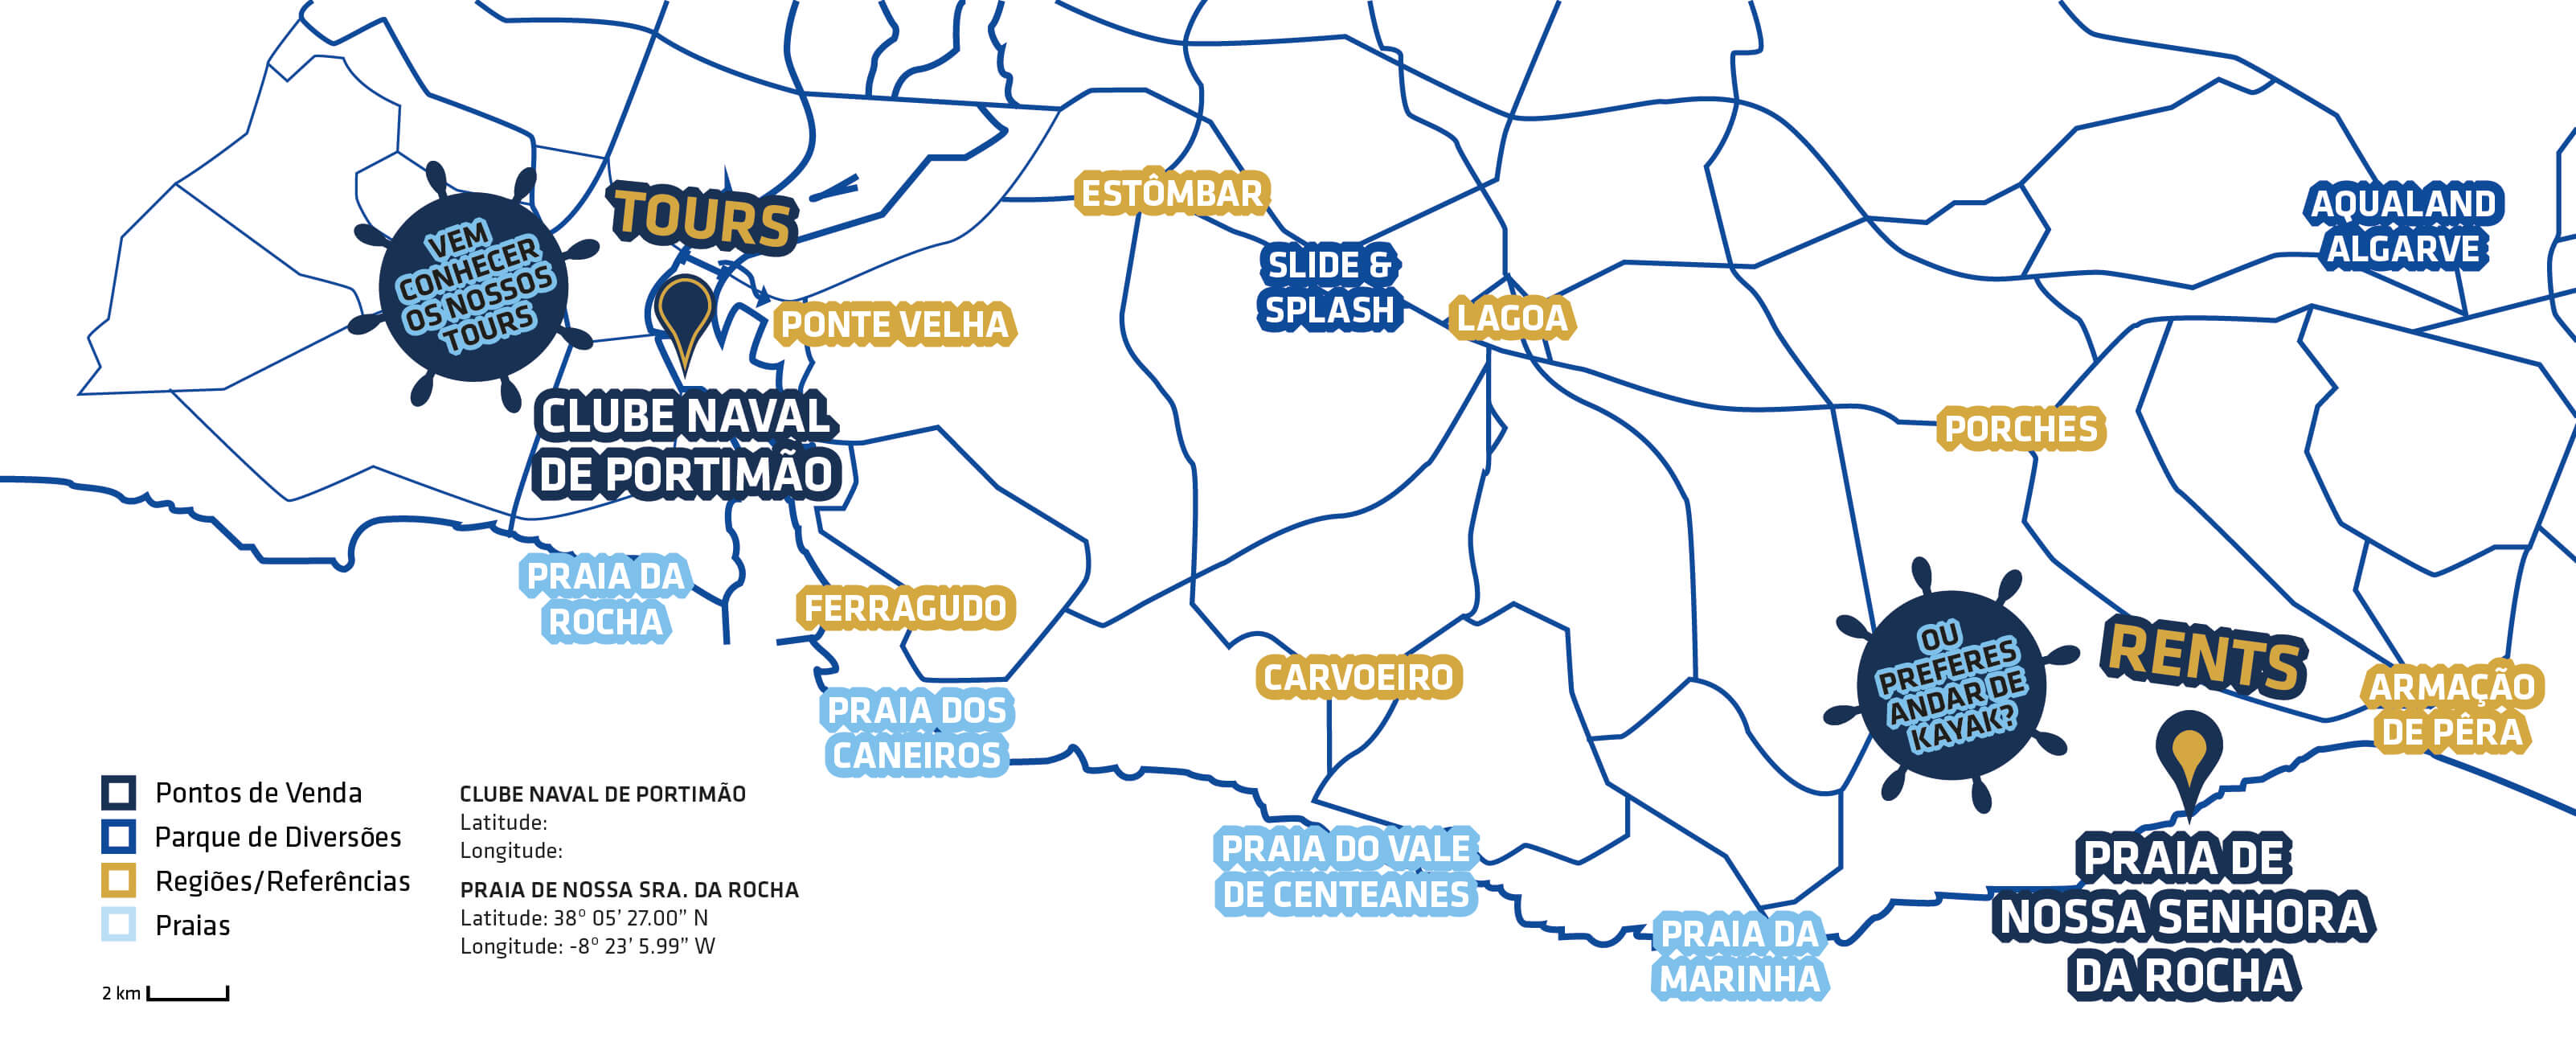 VEM
CONHECER
OS NOSSOS
TOURS
TOURS
ESTÔMBAR
SLIDE &
SPLASH
AQUALAND
ALGARVE
PONTE VELHA
LAGOA
CLUBE NAVAL
DE PORTIMÃO
PORCHES
PRAIA DA
ROCHA
FERRAGUDO
CARVOEIRO
OU
PREFERES
ANDAR DE
KAYAK?
RENTS
ARMAÇÃO
DE PÊRA
PRAIA DOS
CANEIROS
PRAIA DO VALE
DE CENTEANES
PRAIA DA
MARINHA
PRAIA DE
NOSSA SENHORA
DA ROCHA
Pontos de Venda
Parque de Diversões
Regiões/Referências
Praias
2 km
CLUBE NAVAL DE PORTIMÃO
Latitude:
Longitude:
PRAIA DE NOSSA SRA. DA ROCHA
Latitude: 38º 05’ 27.00” N
Longitude: -8º 23’ 5.99” W